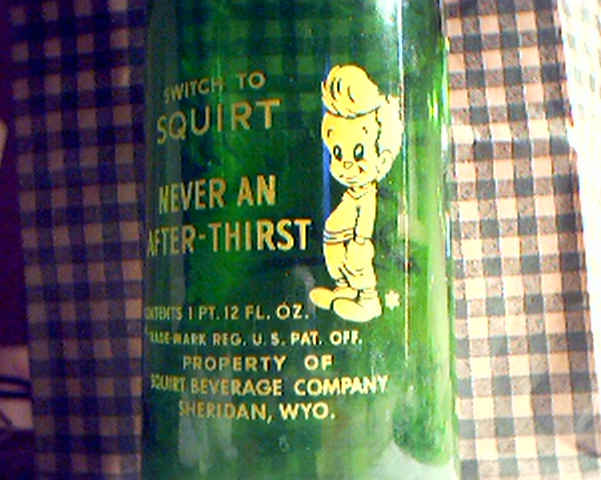 SWITCH TO
SQUIRT
NEVER AN
AFTER-THIRST
CONTENTS 1 PT. 12 FL. OZ.
TRADE-MARK REG. U. S. PAT. OFF.
PROPERTY OF
SQUIRT BEVERAGE COMPANY
SHERIDAN, WYO.